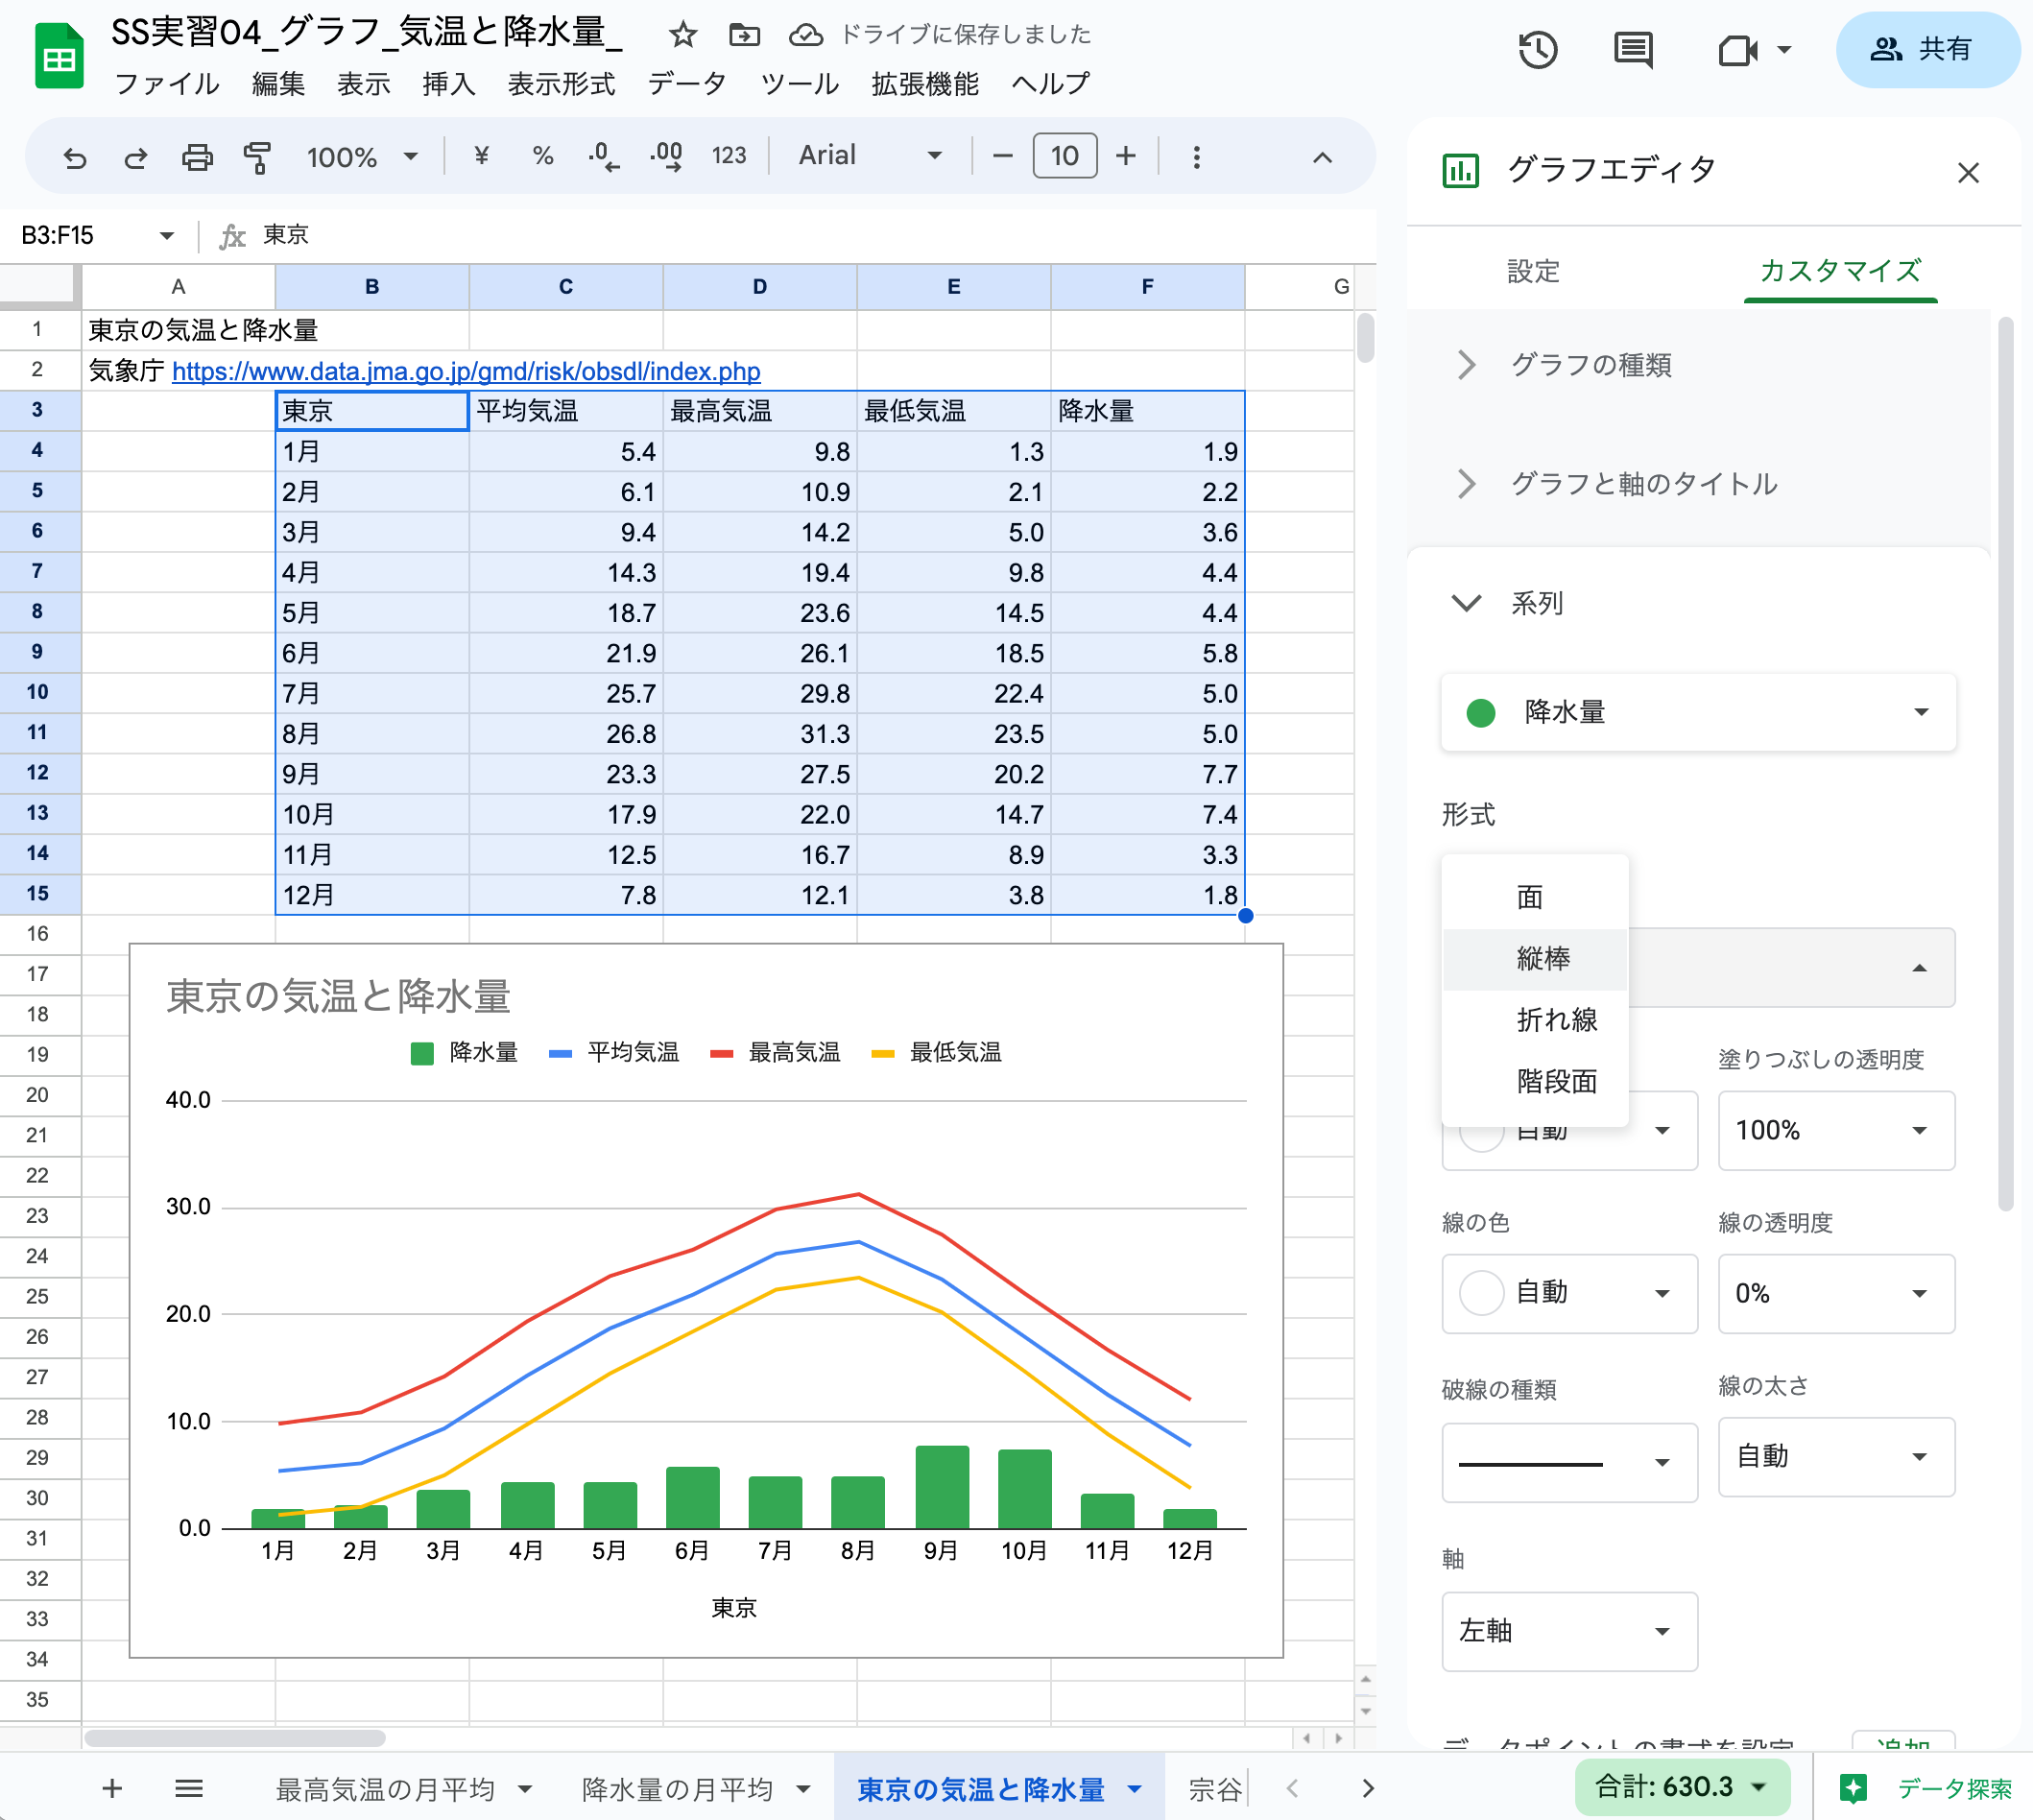 SS実習04_グラフ_気温と降水量_ ドライブに保存しました
ファイル 編集 表示 挿入 表示形式 データ ツール 拡張機能 ヘルプ
共有
100% ¥ % .0 .00 123 Arial 10
B3:F15 fx 東京
A B C D E F G
1 東京の気温と降水量
2 気象庁 https://www.data.jma.go.jp/gmd/risk/obsdl/index.php
3 東京 平均気温 最高気温 最低気温 降水量
4 1月 5.4 9.8 1.3 1.9
5 2月 6.1 10.9 2.1 2.2
6 3月 9.4 14.2 5.0 3.6
7 4月 14.3 19.4 9.8 4.4
8 5月 18.7 23.6 14.5 4.4
9 6月 21.9 26.1 18.5 5.8
10 7月 25.7 29.8 22.4 5.0
11 8月 26.8 31.3 23.5 5.0
12 9月 23.3 27.5 20.2 7.7
13 10月 17.9 22.0 14.7 7.4
14 11月 12.5 16.7 8.9 3.3
15 12月 7.8 12.1 3.8 1.8
16
17
18
19
20
21
22
23
24
25
26
27
28
29
30
31
32
33
34
35
東京の気温と降水量
降水量 平均気温 最高気温 最低気温
40.0
30.0
20.0
10.0
0.0
1月 2月 3月 4月 5月 6月 7月 8月 9月 10月 11月 12月
東京
グラフエディタ
設定 カスタマイズ
グラフの種類
グラフと軸のタイトル
系列
降水量
形式
面
縦棒
折れ線
階段面
塗りつぶしの透明度
自動 100%
線の色 線の透明度
自動 0%
破線の種類 線の太さ
自動
軸
左軸
データポイントの書式を設定 追加
最高気温の月平均 降水量の月平均 東京の気温と降水量 宗谷
合計: 630.3 データ探索